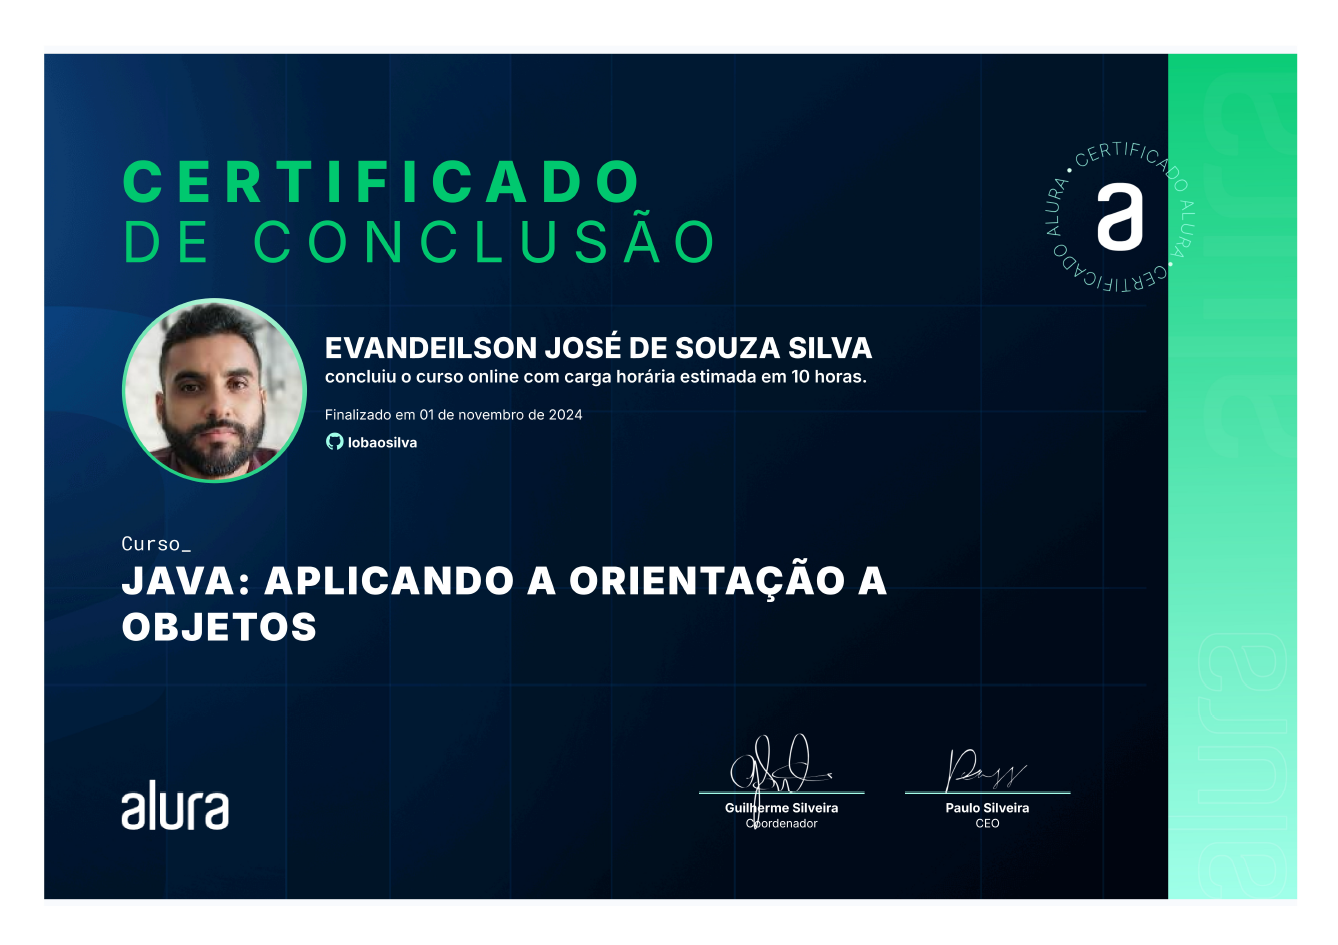 CERTIFICADO
DE CONCLUSÃO
CERTIFICADO ALURA • CERTIFICADO ALURA •
a
EVANDEILSON JOSÉ DE SOUZA SILVA
concluiu o curso online com carga horária estimada em 10 horas.
Finalizado em 01 de novembro de 2024
lobaosilva
Curso_
JAVA: APLICANDO A ORIENTAÇÃO A
OBJETOS
alura
Guilherme Silveira
Coordenador
Paulo Silveira
CEO
alura
alura